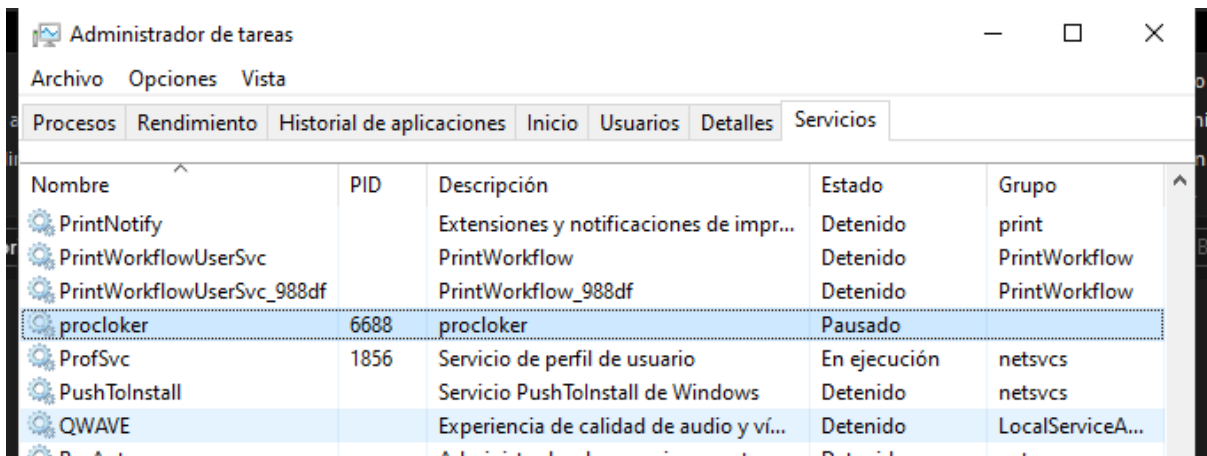 Administrador de tareas
Archivo Opciones Vista
Procesos Rendimiento Historial de aplicaciones Inicio Usuarios Detalles Servicios
Nombre PID Descripción Estado Grupo
PrintNotify Extensiones y notificaciones de impr... Detenido print
PrintWorkflowUserSvc PrintWorkflow Detenido PrintWorkflow
PrintWorkflowUserSvc_988df PrintWorkflow_988df Detenido PrintWorkflow
procloker 6688 procloker Pausado
ProfSvc 1856 Servicio de perfil de usuario En ejecución netsvcs
PushToInstall Servicio PushToInstall de Windows Detenido netsvcs
QWAVE Experiencia de calidad de audio y ví... Detenido LocalServiceA...